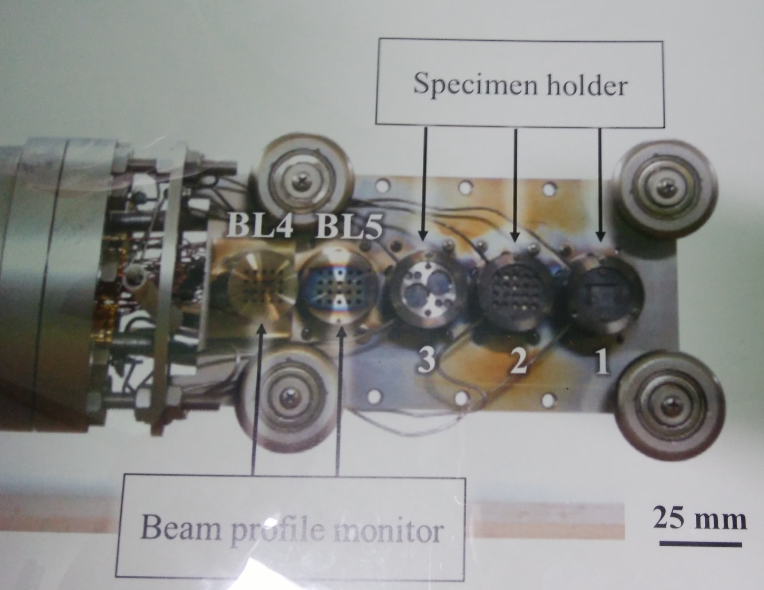 Specimen holder
BL4 BL5
3 2 1
Beam profile monitor
25 mm